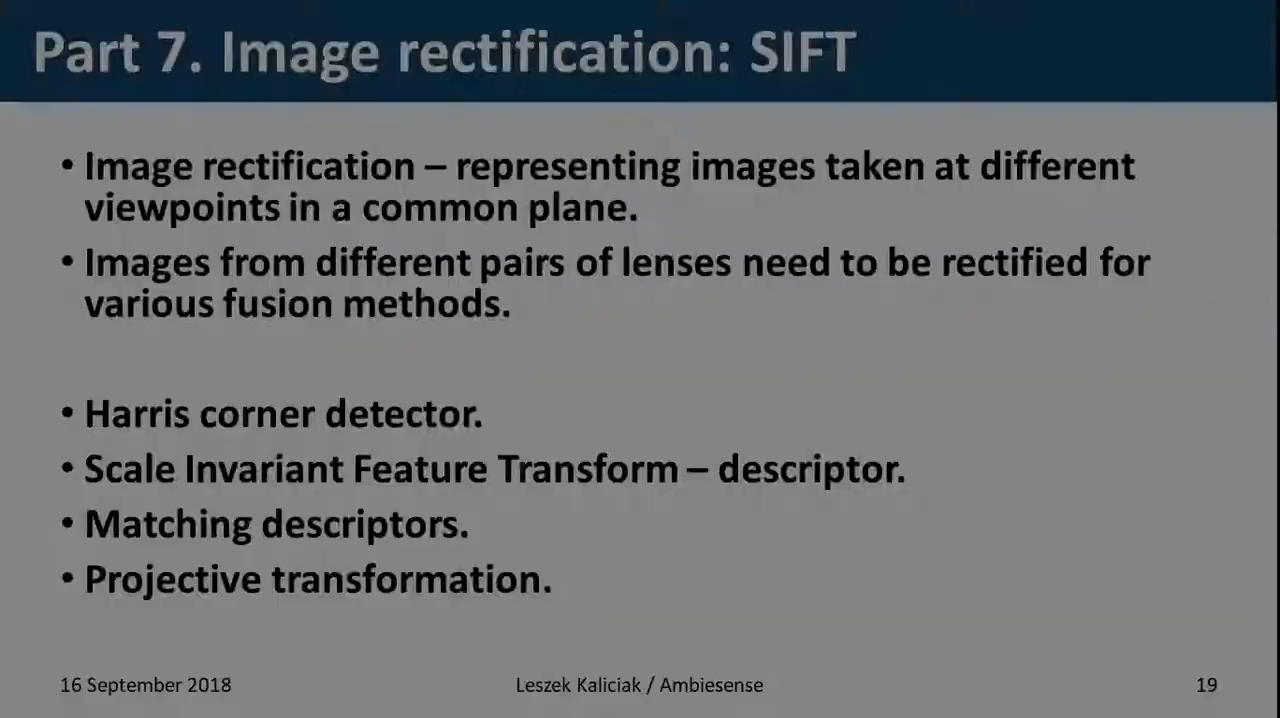 Part 7. Image rectification: SIFT
• Image rectification – representing images taken at different
viewpoints in a common plane.
• Images from different pairs of lenses need to be rectified for
various fusion methods.
• Harris corner detector.
• Scale Invariant Feature Transform – descriptor.
• Matching descriptors.
• Projective transformation.
16 September 2018
Leszek Kaliciak / Ambiesense
19